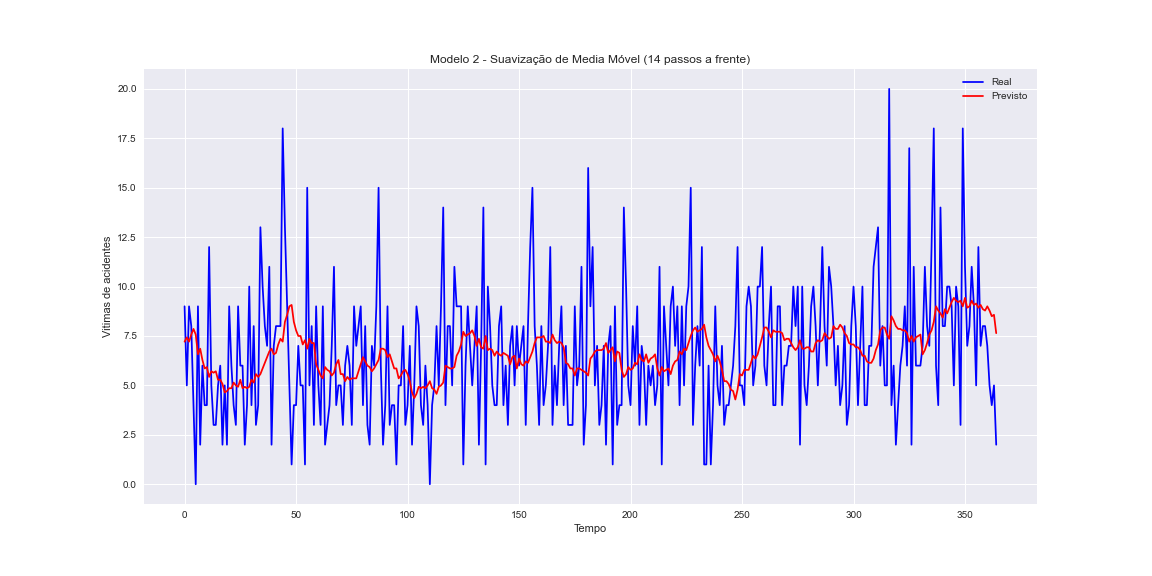 Modelo 2 - Suavização de Media Móvel (14 passos a frente)
Real
Previsto
Vítimas de acidentes
20.0
17.5
15.0
12.5
10.0
7.5
5.0
2.5
0.0
0 50 100 150 200 250 300 350
Tempo